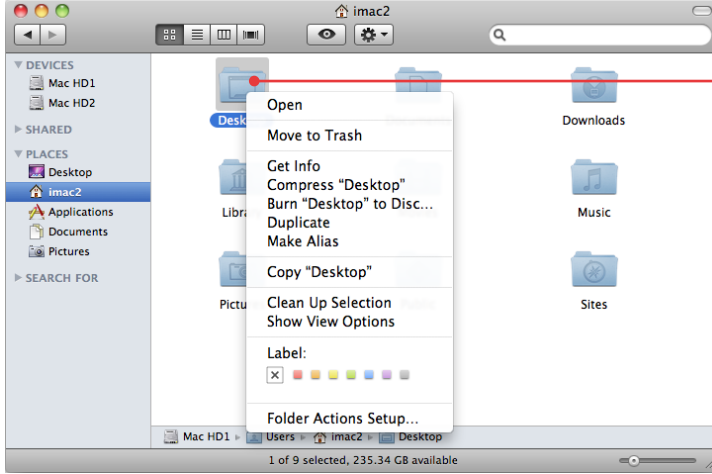 imac2
DEVICES
Mac HD1
Mac HD2
SHARED
PLACES
Desktop
imac2
Applications
Documents
Pictures
SEARCH FOR
Desk
Downloads
Libra
Music
Pictu
Sites
Open
Move to Trash
Get Info
Compress “Desktop”
Burn “Desktop” to Disc...
Duplicate
Make Alias
Copy “Desktop”
Clean Up Selection
Show View Options
Label:
Folder Actions Setup...
Mac HD1 Users imac2 Desktop
1 of 9 selected, 235.34 GB available